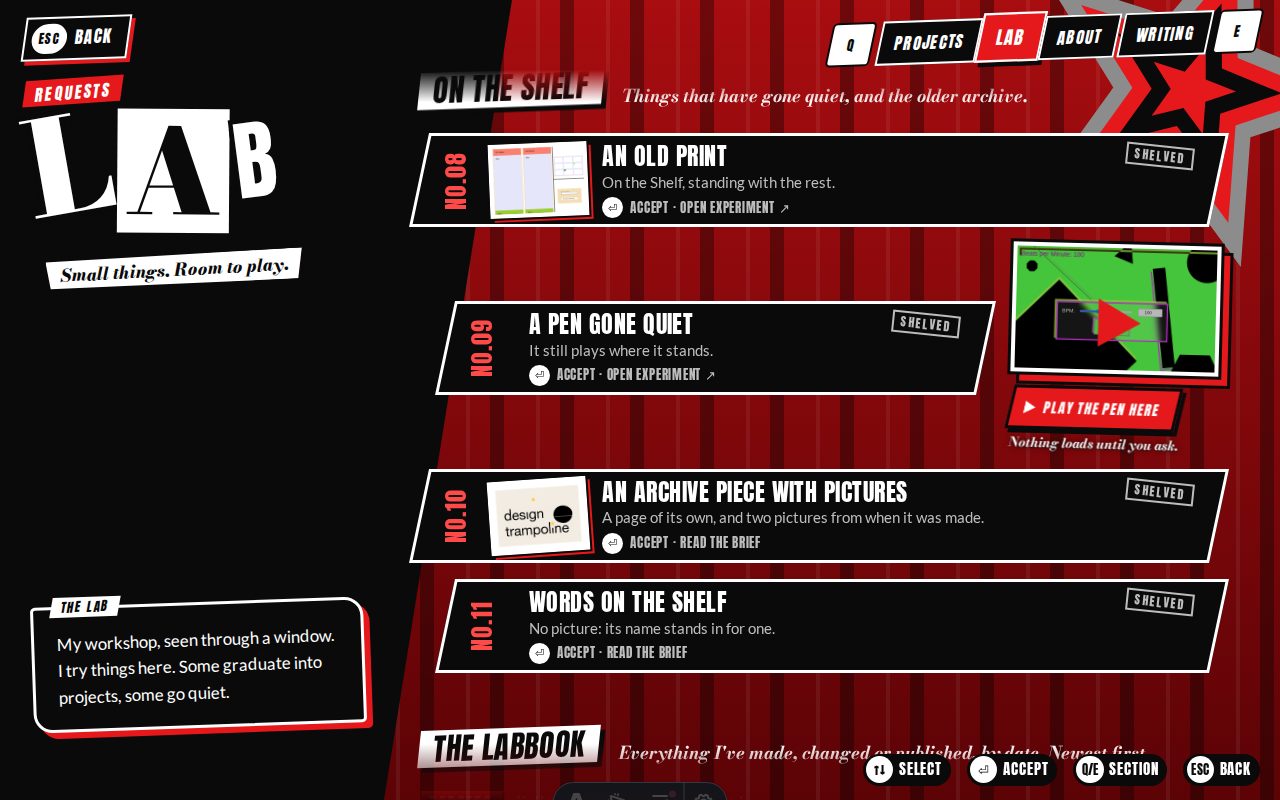 ESC BACK
Q PROJECTS LAB ABOUT WRITING E
REQUESTS
LAB
Small things. Room to play.
ON THE SHELF
Things that have gone quiet, and the older archive.
NO.08
AN OLD PRINT
SHELVED
On the Shelf, standing with the rest.
⏎ ACCEPT · OPEN EXPERIMENT ↗
NO.09
A PEN GONE QUIET
SHELVED
It still plays where it stands.
⏎ ACCEPT · OPEN EXPERIMENT ↗
BPM
100
▶ PLAY THE PEN HERE
Nothing loads until you ask.
NO.10
design
trampoline
AN ARCHIVE PIECE WITH PICTURES
SHELVED
A page of its own, and two pictures from when it was made.
⏎ ACCEPT · READ THE BRIEF
NO.11
WORDS ON THE SHELF
SHELVED
No picture: its name stands in for one.
⏎ ACCEPT · READ THE BRIEF
THE LAB
My workshop, seen through a window.
I try things here. Some graduate into
projects, some go quiet.
THE LABBOOK
Everything I've made, changed or published, by date. Newest first.
↑↓ SELECT ⏎ ACCEPT Q/E SECTION ESC BACK